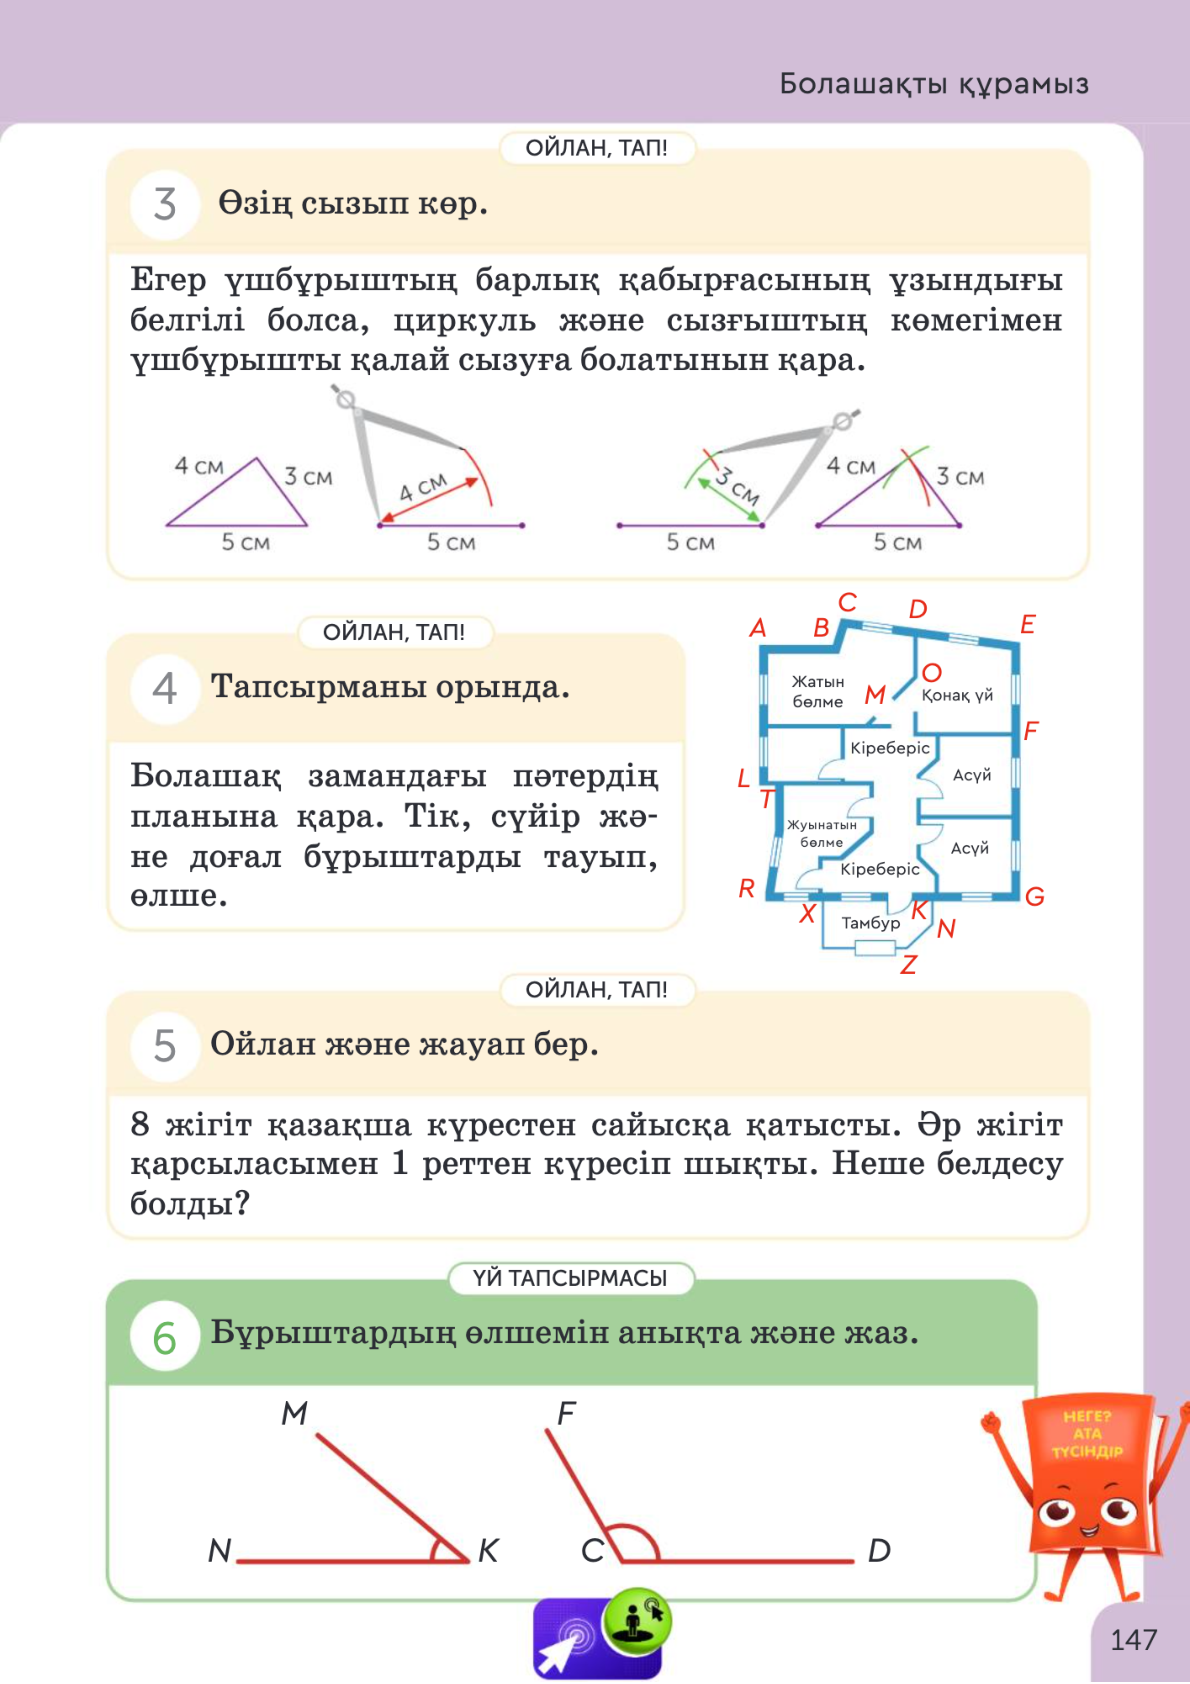 Болашақты құрамыз
ОЙЛАН, ТАП!
3 Өзің сызып көр.
Егер үшбұрыштың барлық қабырғасының ұзындығы
белгілі болса, циркуль және сызғыштың көмегімен
үшбұрышты қалай сызуға болатынын қара.
4 см 3 см
5 см
4 см
5 см
3 см
5 см
4 см 3 см
5 см
ОЙЛАН, ТАП!
4 Тапсырманы орында.
Болашақ замандағы пәтердің
планына қара. Тік, сүйір жә-
не доғал бұрыштарды тауып,
өлше.
A B C D E
Жатын
бөлме
M O
Қонақ үй
F
Кіреберіс
L
T
Асүй
Жуынатын
бөлме
Асүй
Кіреберіс
R X K N G
Тамбур
Z
ОЙЛАН, ТАП!
5 Ойлан және жауап бер.
8 жігіт қазақша күрестен сайысқа қатысты. Әр жігіт
қарсыласымен 1 реттен күресіп шықты. Неше белдесу
болды?
ҮЙ ТАПСЫРМАСЫ
6 Бұрыштардың өлшемін анықта және жаз.
M
N K
F
C D
НЕГЕ?
АТА
ТҮСІНДІР
147